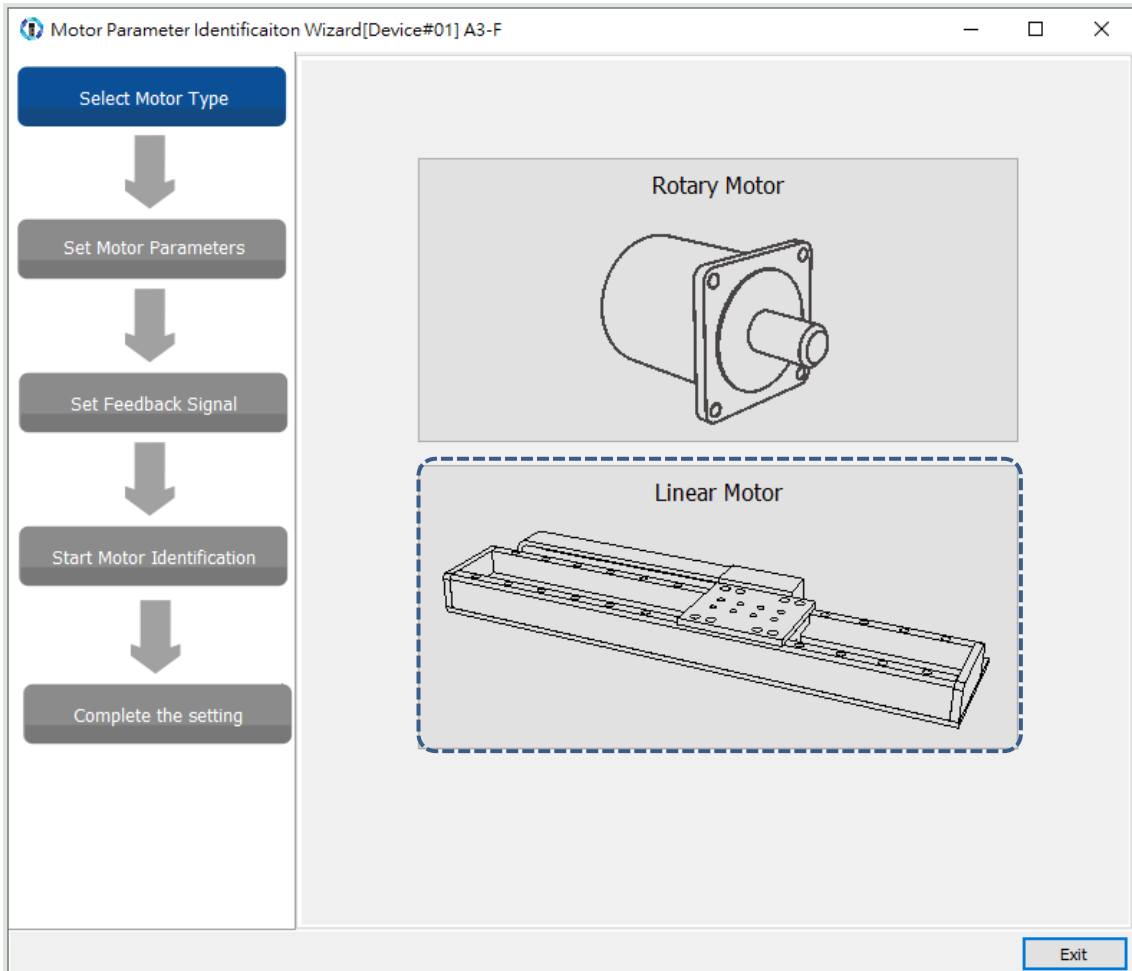 Motor Parameter Identificaiton Wizard[Device#01] A3-F
Select Motor Type
Set Motor Parameters
Set Feedback Signal
Start Motor Identification
Complete the setting
Rotary Motor
Linear Motor
Exit